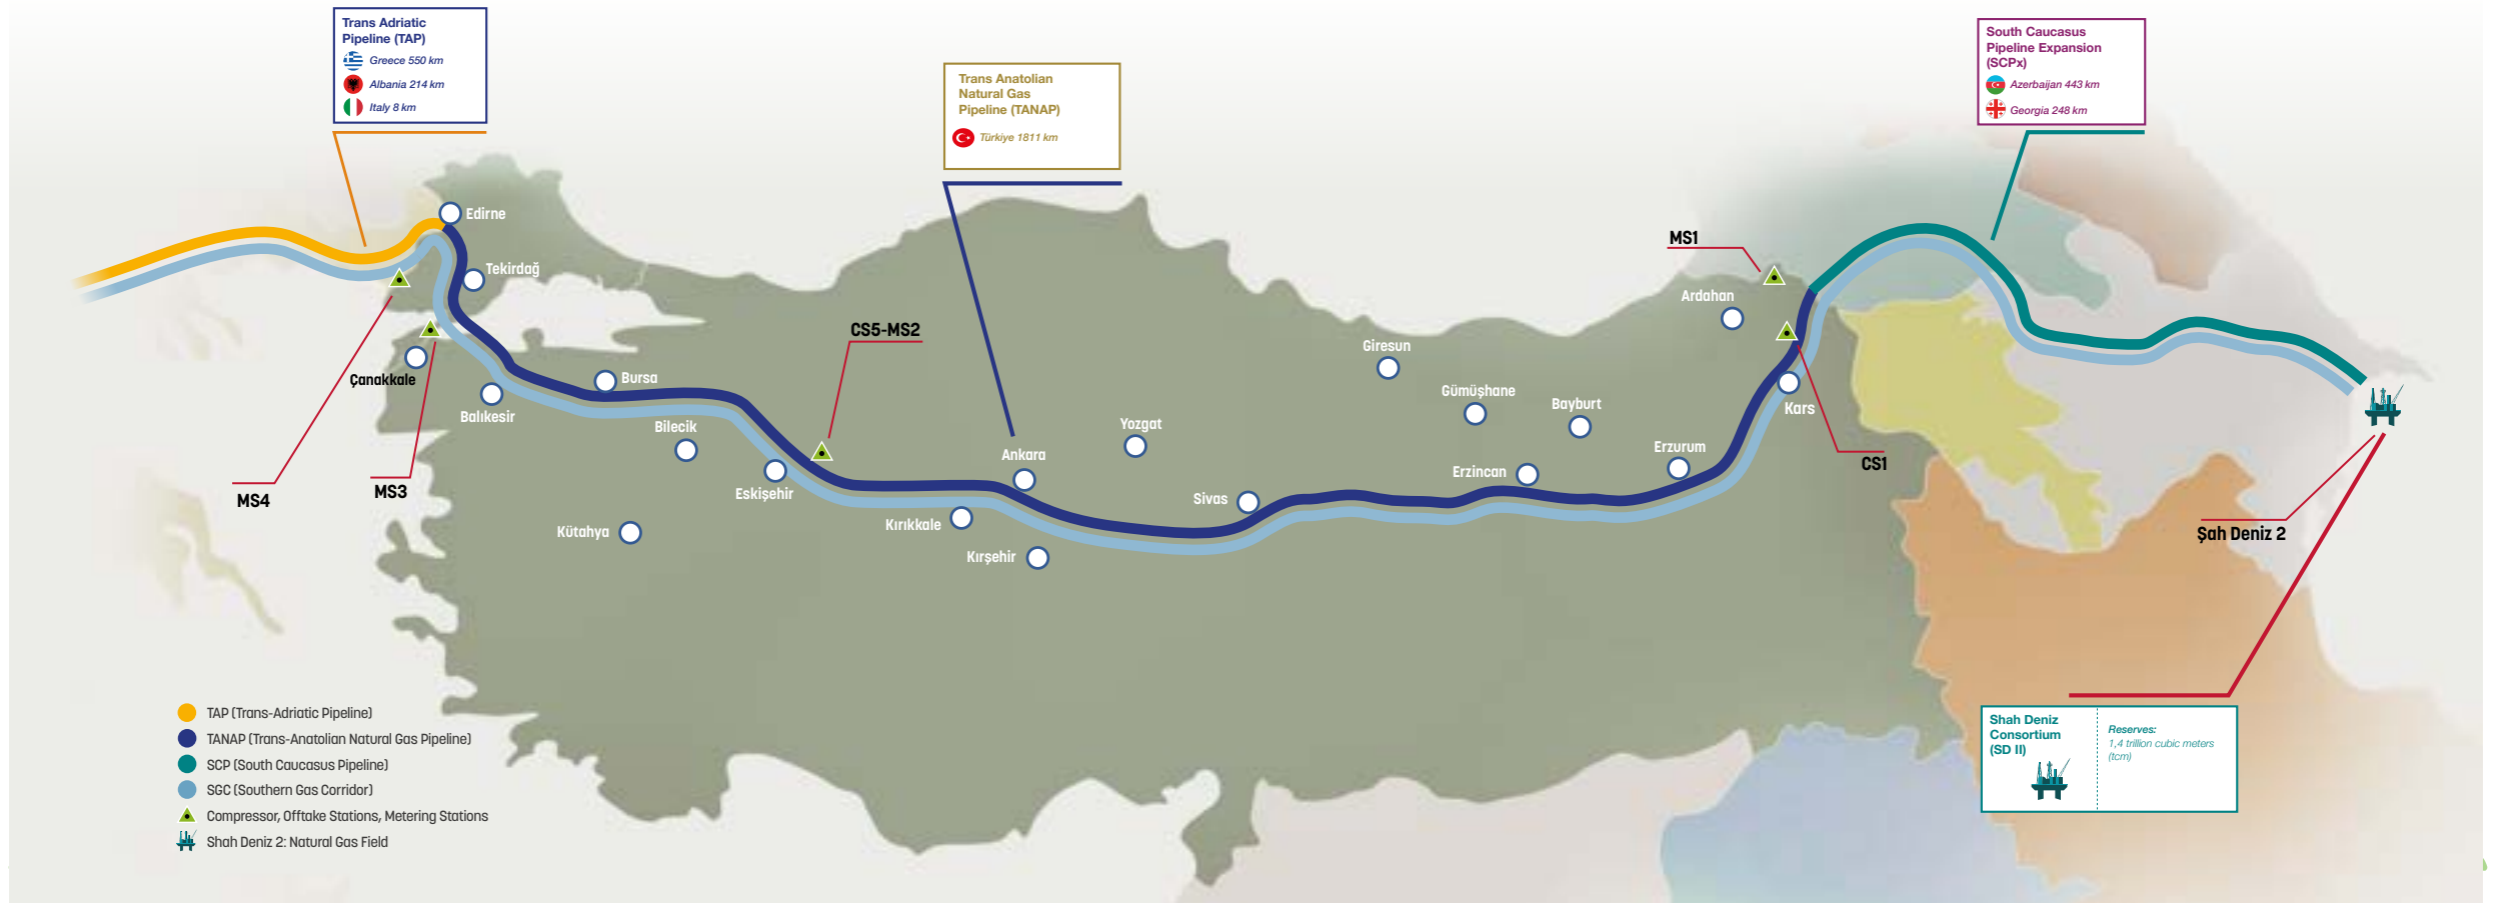 Trans Adriatic
Pipeline (TAP)
Greece 550 km
Albania 214 km
Italy 8 km
Trans Anatolian
Natural Gas
Pipeline (TANAP)
Türkiye 1811 km
South Caucasus
Pipeline Expansion
(SCPx)
Azerbaijan 443 km
Georgia 248 km
Edirne
Tekirdağ
MS1
Ardahan
CS5-MS2
Giresun
Çanakkale
Bursa
Gümüşhane
Bayburt
Kars
Balıkesir
Bilecik
Yozgat
Ankara
Erzurum
CS1
Erzincan
MS4
MS3
Eskişehir
Sivas
Kütahya
Kırıkkale
Kırşehir
Şah Deniz 2
TAP (Trans-Adriatic Pipeline)
TANAP (Trans-Anatolian Natural Gas Pipeline)
SCP (South Caucasus Pipeline)
SGC (Southern Gas Corridor)
Compressor, Offtake Stations, Metering Stations
Shah Deniz 2: Natural Gas Field
Shah Deniz
Consortium
(SD II)
Reserves:
1,4 trillion cubic meters
(tcm)